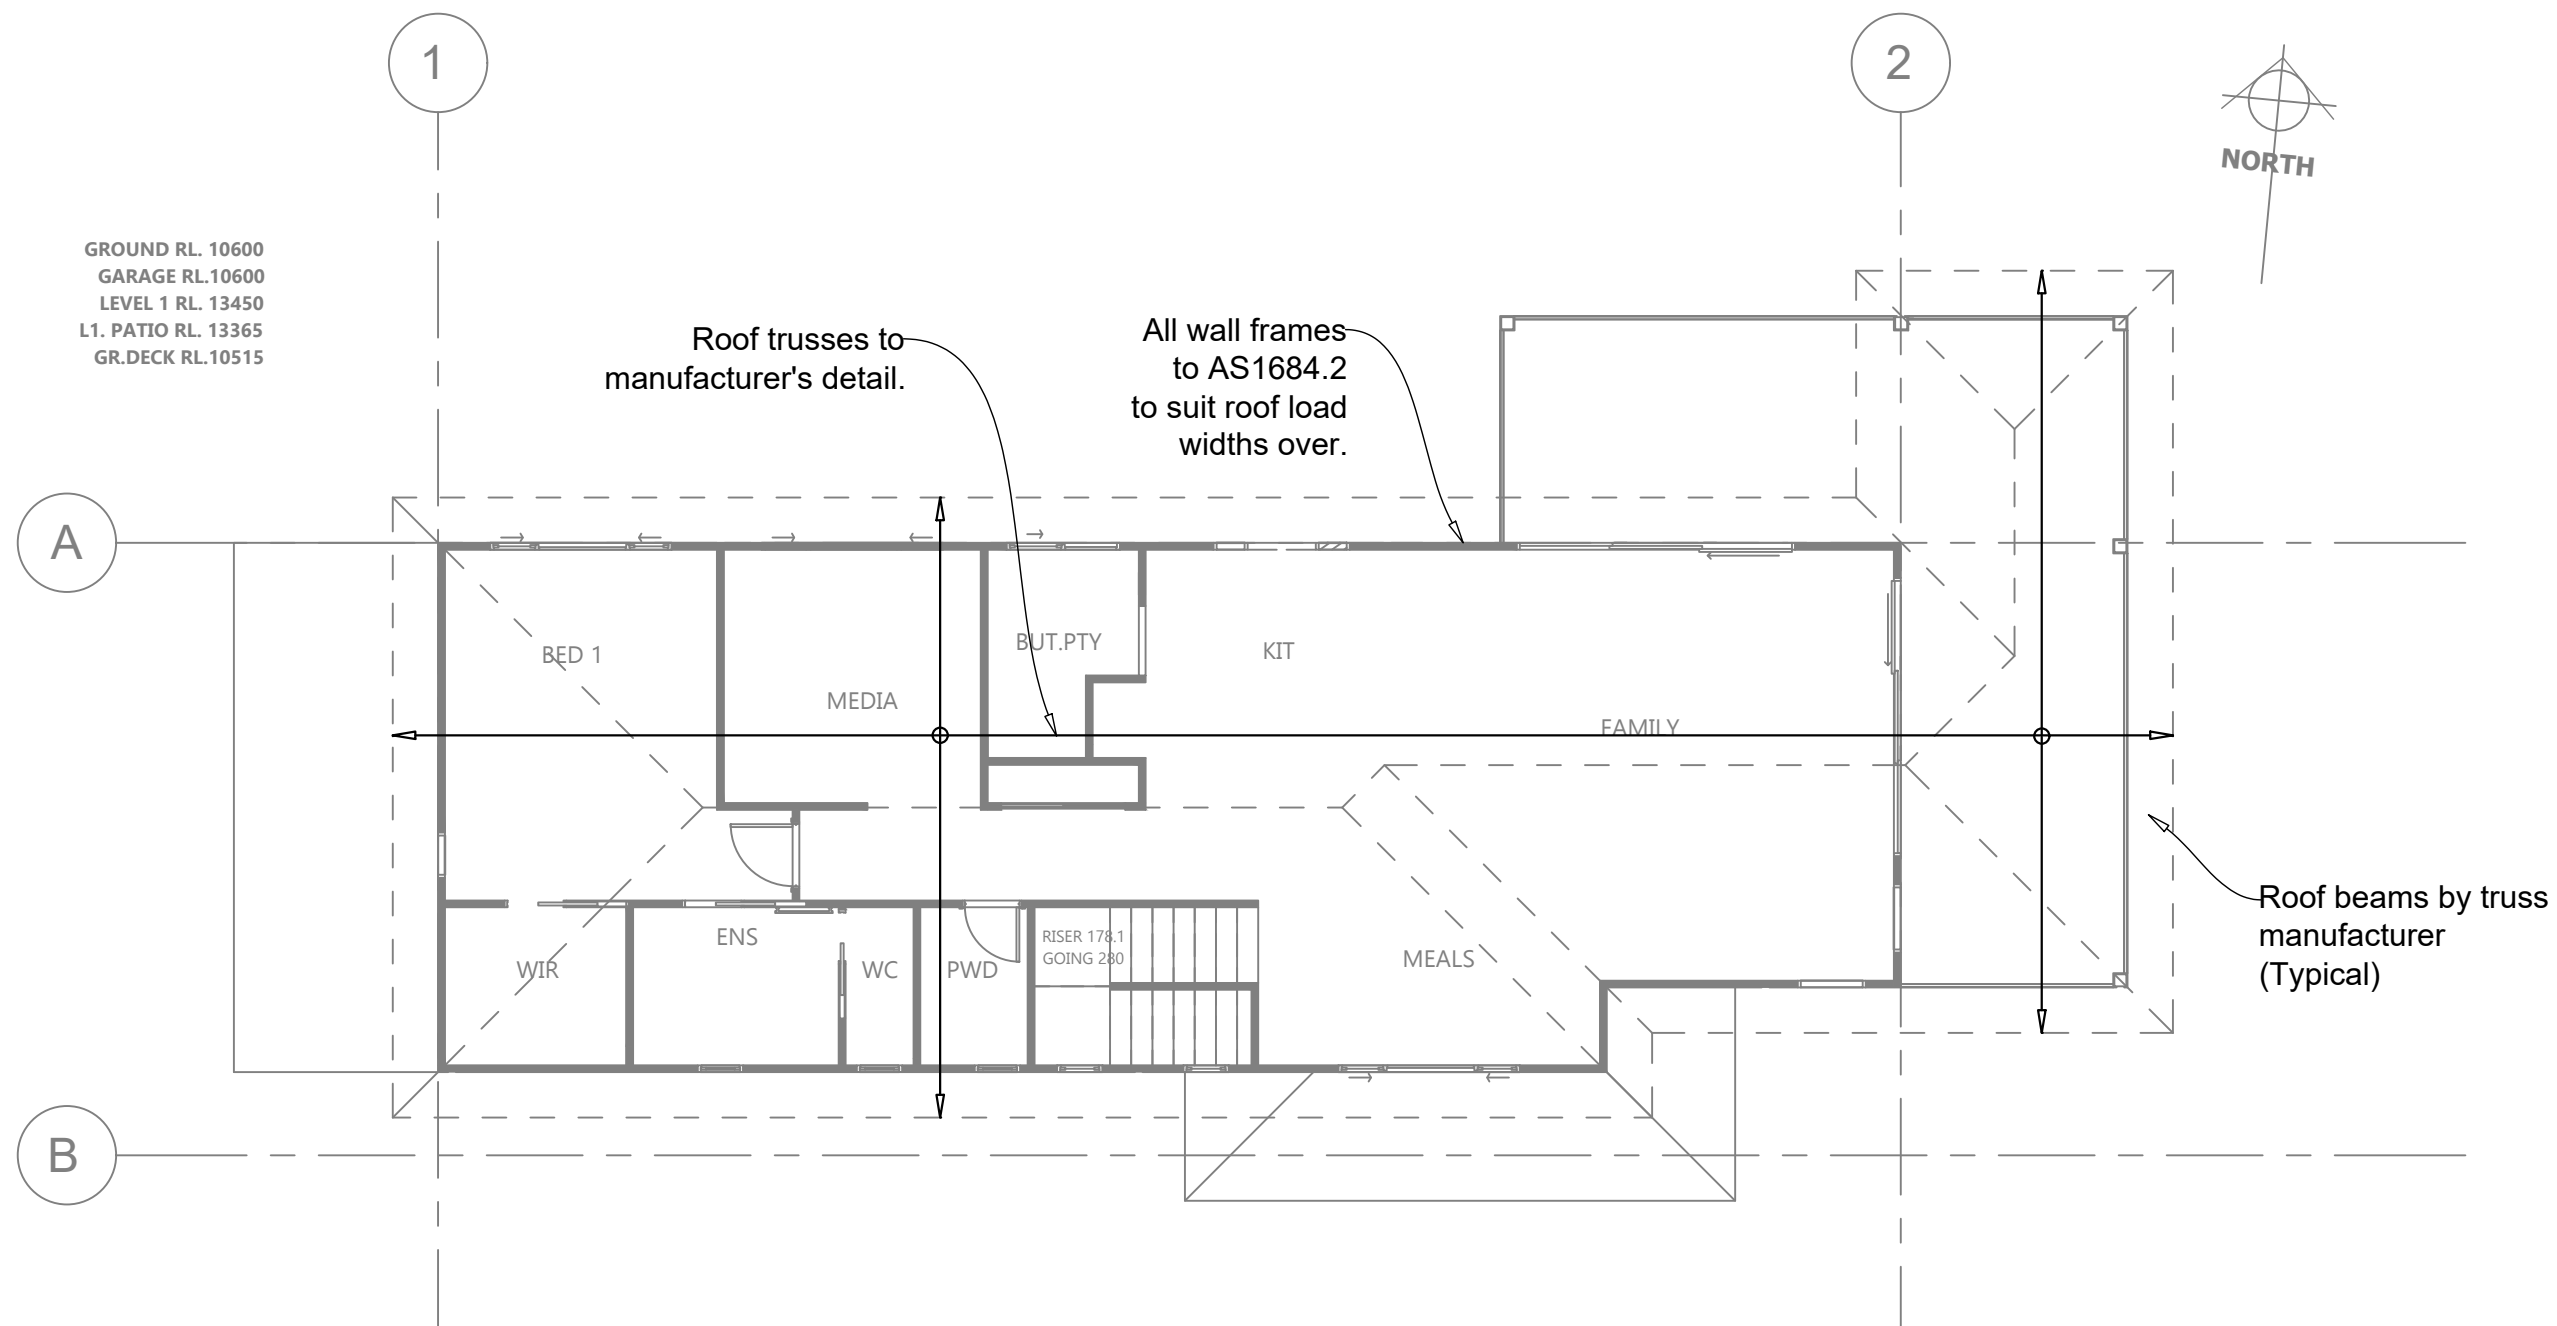 1
2
NORTH
GROUND RL. 10600
GARAGE RL.10600
LEVEL 1 RL. 13450
L1. PATIO RL. 13365
GR.DECK RL.10515
Roof trusses to
manufacturer's detail.
All wall frames
to AS1684.2
to suit roof load
widths over.
A
BED 1
MEDIA
BUT.PTY
KIT
FAMILY
Roof beams by truss
manufacturer
(Typical)
WIR
ENS
WC
PWD
RISER 178.1
GOING 280
MEALS
B